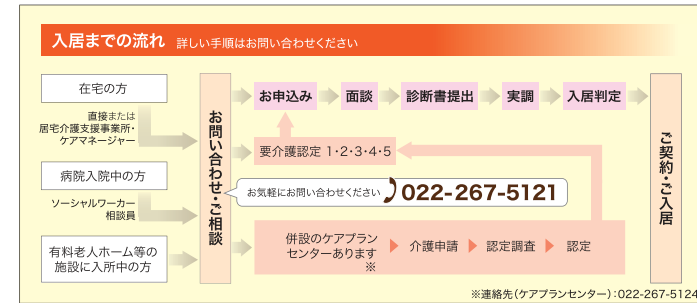 入居までの流れ 詳しい手順はお問い合わせください
在宅の方
直接または
居宅介護支援事業所・
ケアマネージャー
病院入院中の方
ソーシャルワーカー
相談員
有料老人ホーム等の
施設に入所中の方
お問い合わせ・ご相談
お申込み
面談
診断書提出
実調
入居判定
要介護認定 1・2・3・4・5
お気軽にお問い合わせください 022-267-5121
併設のケアプラン
センターあります
※
介護申請
認定調査
認定
ご契約・ご入居
※連絡先(ケアプランセンター):022-267-5124